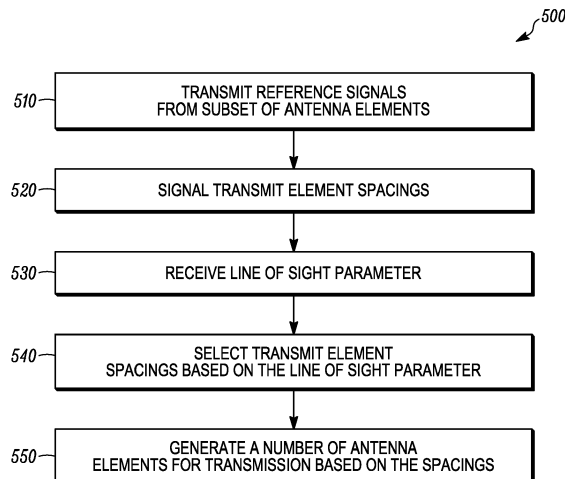 500
510
TRANSMIT REFERENCE SIGNALS
FROM SUBSET OF ANTENNA ELEMENTS
520
SIGNAL TRANSMIT ELEMENT SPACINGS
530
RECEIVE LINE OF SIGHT PARAMETER
540
SELECT TRANSMIT ELEMENT
SPACINGS BASED ON THE LINE OF SIGHT PARAMETER
550
GENERATE A NUMBER OF ANTENNA
ELEMENTS FOR TRANSMISSION BASED ON THE SPACINGS